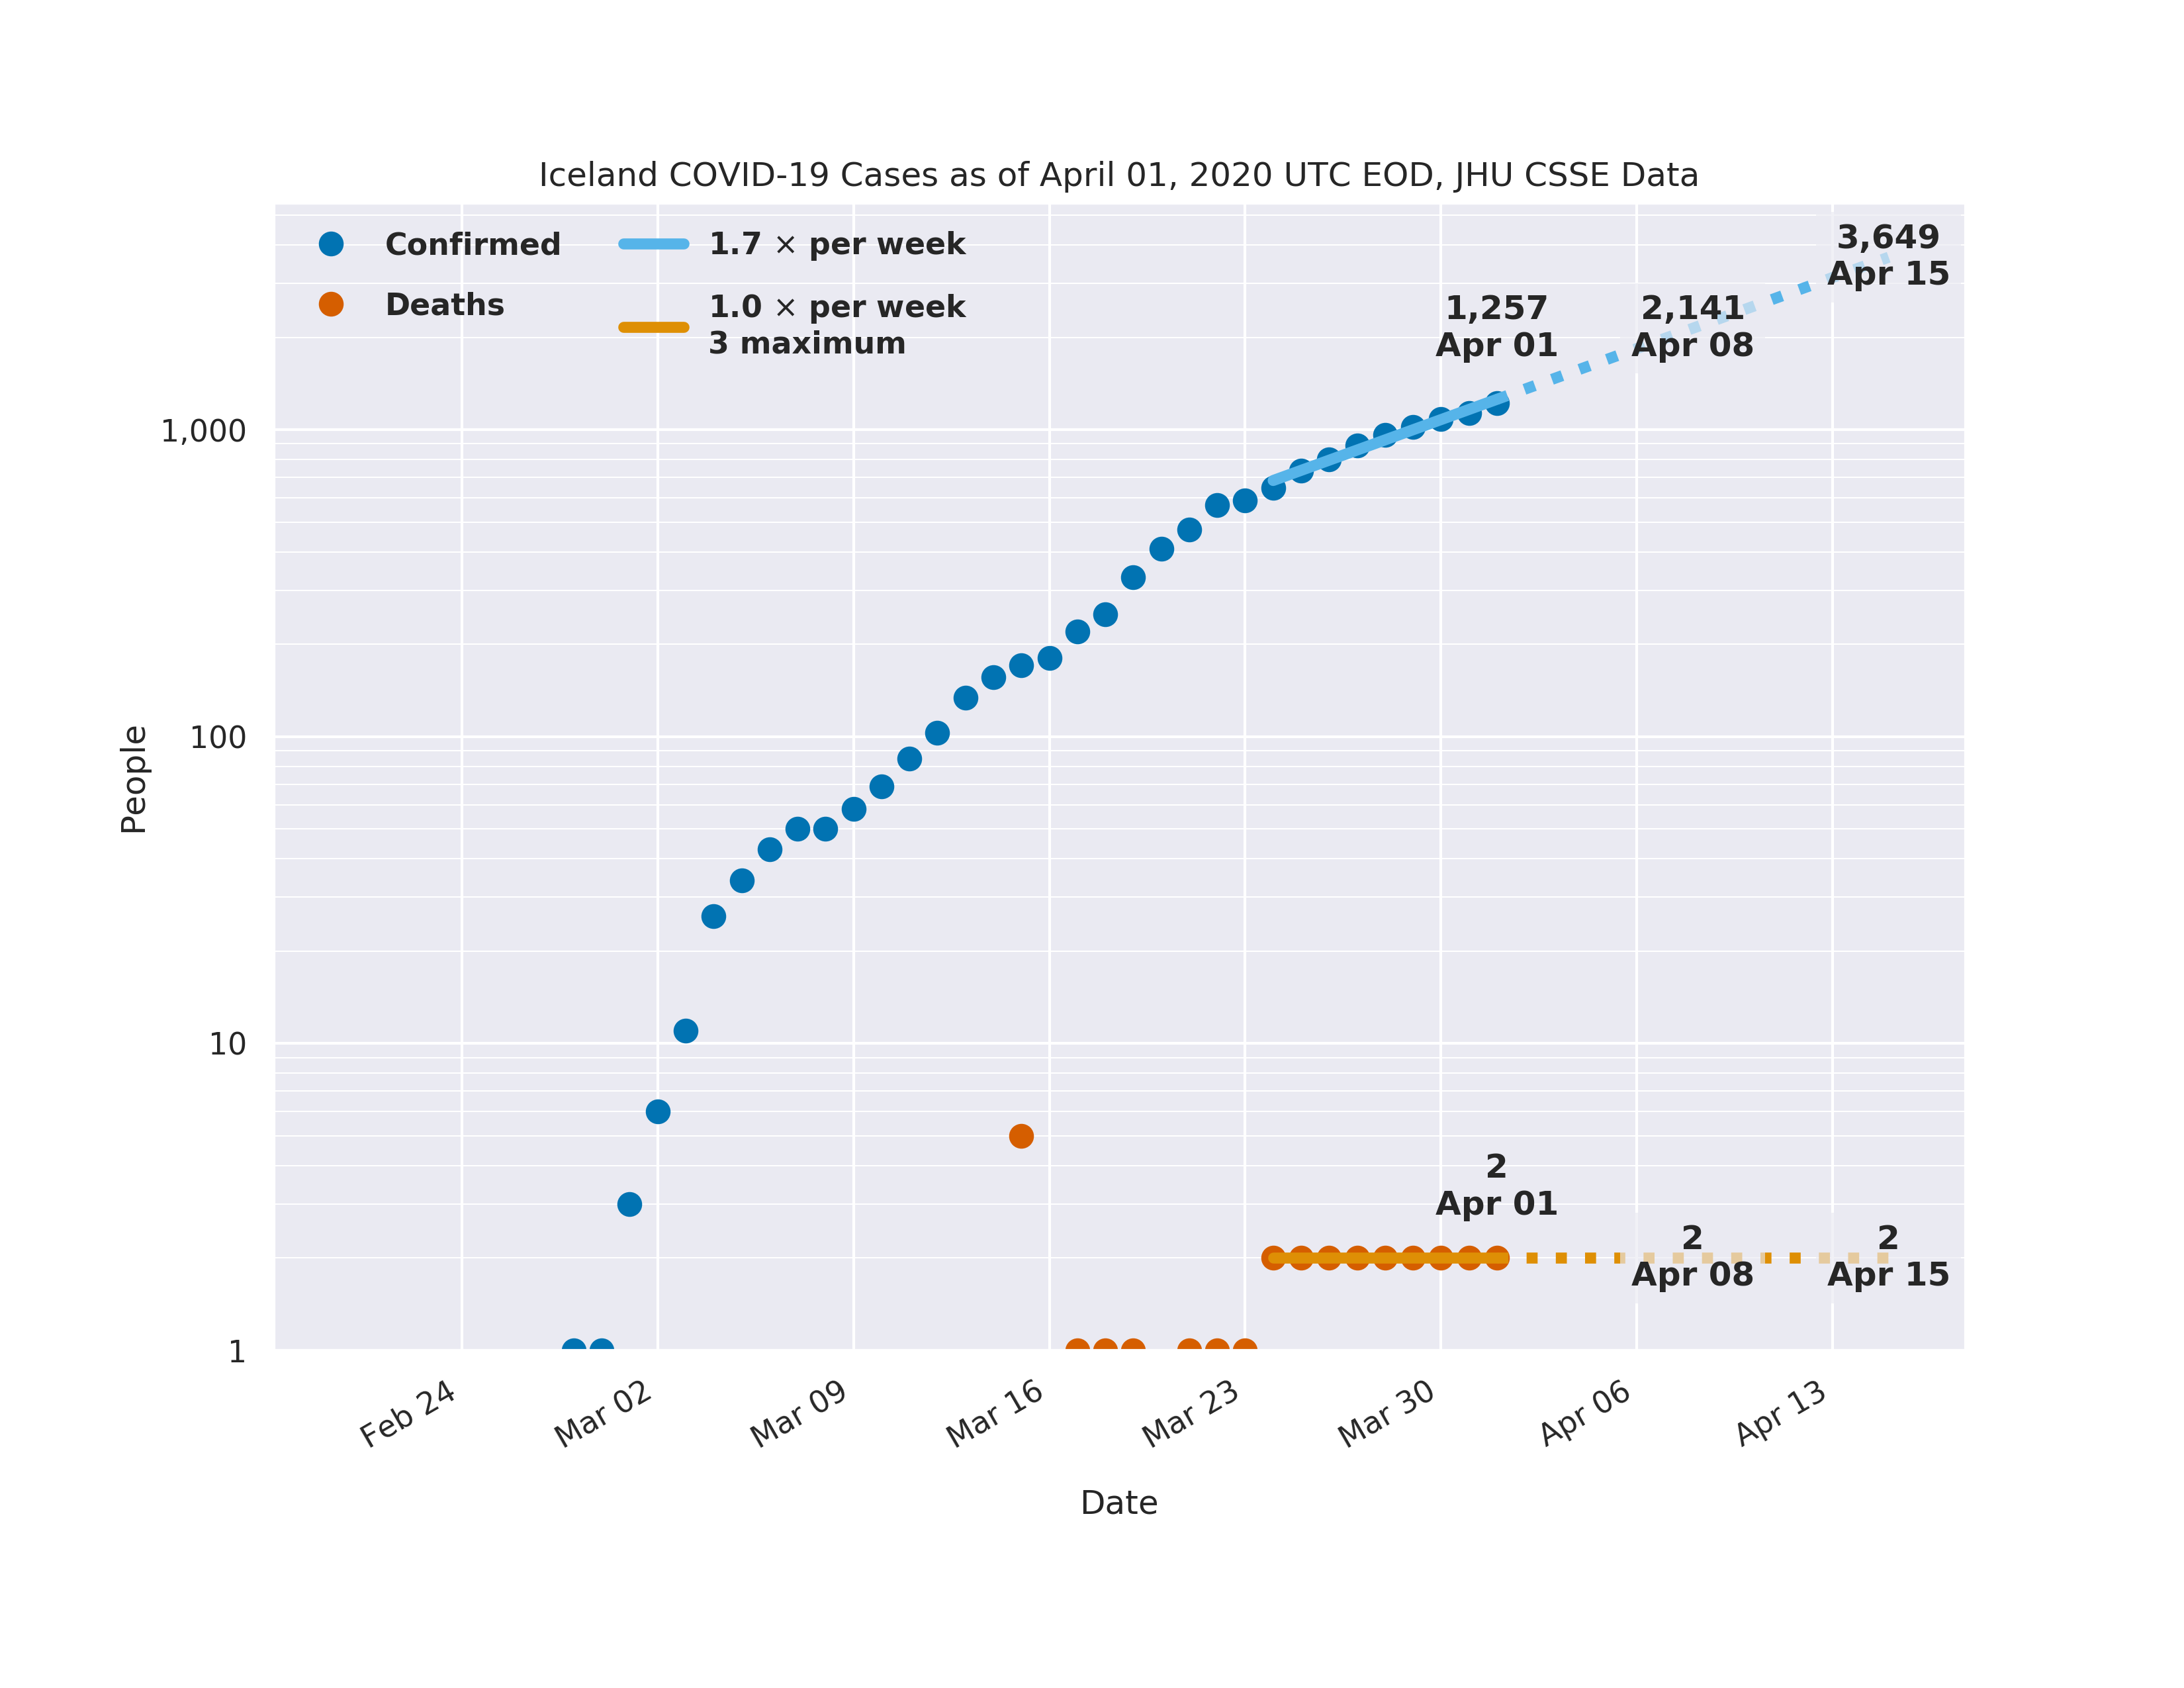 Iceland COVID-19 Cases as of April 01, 2020 UTC EOD, JHU CSSE Data
Confirmed
Deaths
1.7 × per week
1.0 × per week
3 maximum
3,649
Apr 15
1,257
Apr 01
2,141
Apr 08
2
Apr 01
2
Apr 08
2
Apr 15
People
1,000
100
10
1
Feb 24
Mar 02
Mar 09
Mar 16
Mar 23
Mar 30
Apr 06
Apr 13
Date